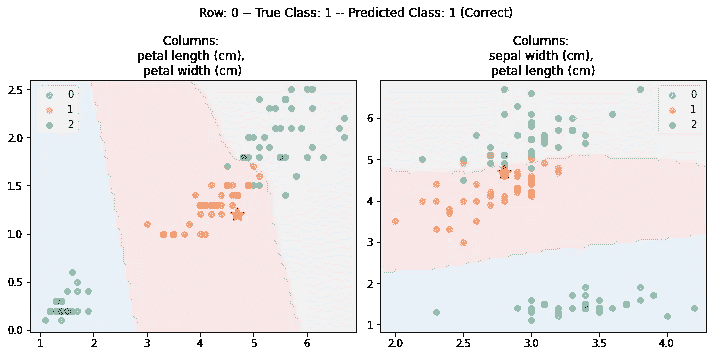 Row: 0 -- True Class: 1 -- Predicted Class: 1 (Correct)
Columns:
petal length (cm),
petal width (cm)
0
1
2
2.5
2.0
1.5
1.0
0.5
0.0
1 2 3 4 5 6
Columns:
sepal width (cm),
petal length (cm)
0
1
2
6
5
4
3
2
1
2.0 2.5 3.0 3.5 4.0